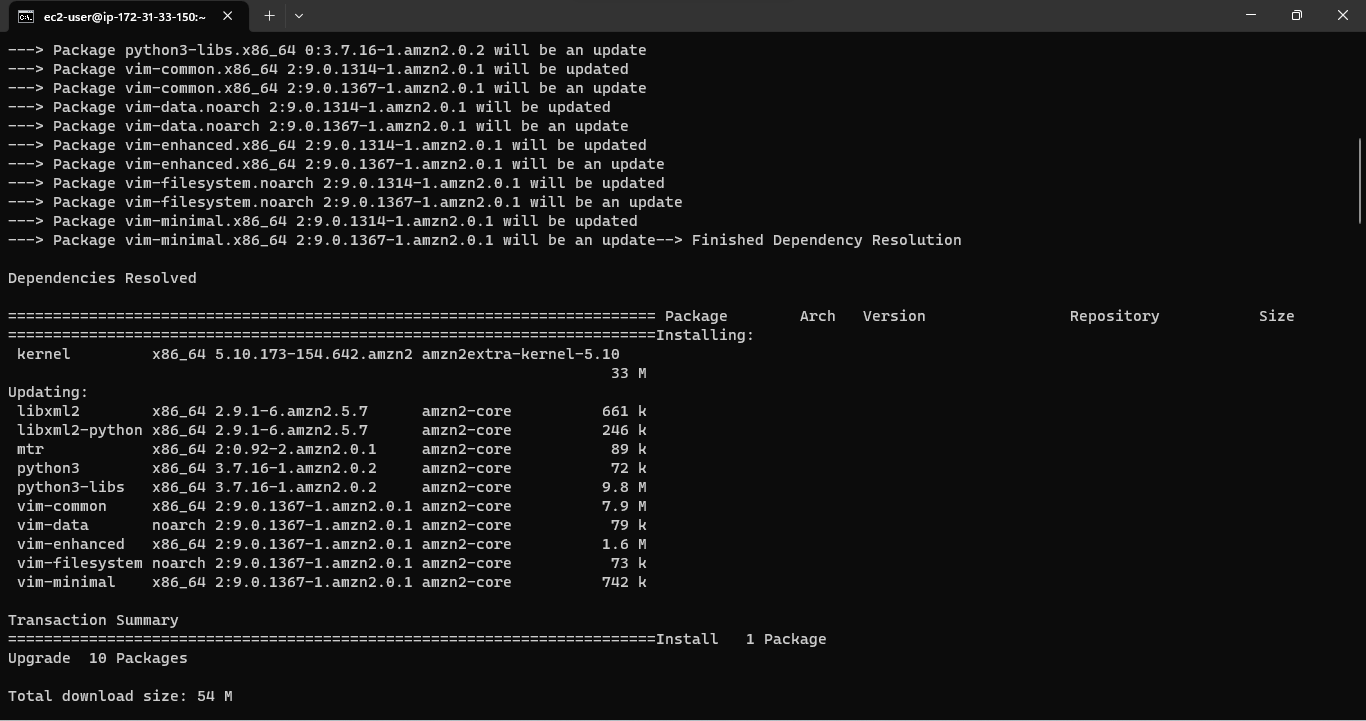 ec2-user@ip-172-31-33-150:~
---> Package python3-libs.x86_64 0:3.7.16-1.amzn2.0.2 will be an update
---> Package vim-common.x86_64 2:9.0.1314-1.amzn2.0.1 will be updated
---> Package vim-common.x86_64 2:9.0.1367-1.amzn2.0.1 will be an update
---> Package vim-data.noarch 2:9.0.1314-1.amzn2.0.1 will be updated
---> Package vim-data.noarch 2:9.0.1367-1.amzn2.0.1 will be an update
---> Package vim-enhanced.x86_64 2:9.0.1314-1.amzn2.0.1 will be updated
---> Package vim-enhanced.x86_64 2:9.0.1367-1.amzn2.0.1 will be an update
---> Package vim-filesystem.noarch 2:9.0.1314-1.amzn2.0.1 will be updated
---> Package vim-filesystem.noarch 2:9.0.1367-1.amzn2.0.1 will be an update
---> Package vim-minimal.x86_64 2:9.0.1314-1.amzn2.0.1 will be updated
---> Package vim-minimal.x86_64 2:9.0.1367-1.amzn2.0.1 will be an update--> Finished Dependency Resolution

Dependencies Resolved

======================================================================== Package        Arch   Version                Repository           Size
========================================================================Installing:
 kernel         x86_64 5.10.173-154.642.amzn2 amzn2extra-kernel-5.10
                                                                   33 M
Updating:
 libxml2        x86_64 2.9.1-6.amzn2.5.7      amzn2-core          661 k
 libxml2-python x86_64 2.9.1-6.amzn2.5.7      amzn2-core          246 k
 mtr            x86_64 2:0.92-2.amzn2.0.1     amzn2-core           89 k
 python3        x86_64 3.7.16-1.amzn2.0.2     amzn2-core           72 k
 python3-libs   x86_64 3.7.16-1.amzn2.0.2     amzn2-core          9.8 M
 vim-common     x86_64 2:9.0.1367-1.amzn2.0.1 amzn2-core          7.9 M
 vim-data       noarch 2:9.0.1367-1.amzn2.0.1 amzn2-core           79 k
 vim-enhanced   x86_64 2:9.0.1367-1.amzn2.0.1 amzn2-core          1.6 M
 vim-filesystem noarch 2:9.0.1367-1.amzn2.0.1 amzn2-core           73 k
 vim-minimal    x86_64 2:9.0.1367-1.amzn2.0.1 amzn2-core          742 k

Transaction Summary
========================================================================Install   1 Package
Upgrade  10 Packages

Total download size: 54 M